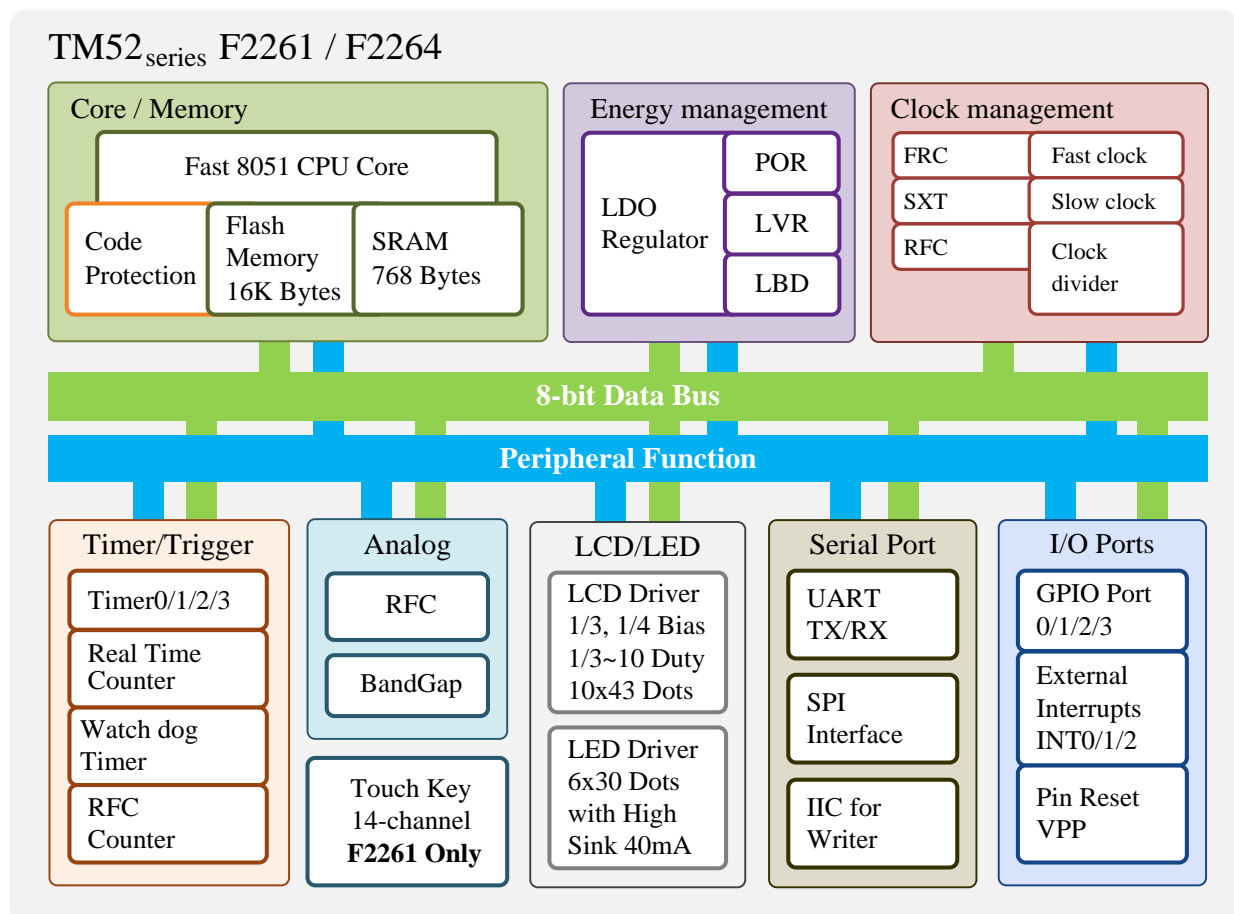 TM52series F2261 / F2264
Core / Memory
Fast 8051 CPU Core
Code
Protection
Flash
Memory
16K Bytes
SRAM
768 Bytes
Energy management
LDO
Regulator
POR
LVR
LBD
Clock management
FRC
SXT
RFC
Fast clock
Slow clock
Clock
divider
8-bit Data Bus
Peripheral Function
Timer/Trigger
Timer0/1/2/3
Real Time
Counter
Watch dog
Timer
RFC
Counter
Analog
RFC
BandGap
Touch Key
14-channel
F2261 Only
LCD/LED
LCD Driver
1/3, 1/4 Bias
1/3~10 Duty
10x43 Dots
LED Driver
6x30 Dots
with High
Sink 40mA
Serial Port
UART
TX/RX
SPI
Interface
IIC for
Writer
I/O Ports
GPIO Port
0/1/2/3
External
Interrupts
INT0/1/2
Pin Reset
VPP